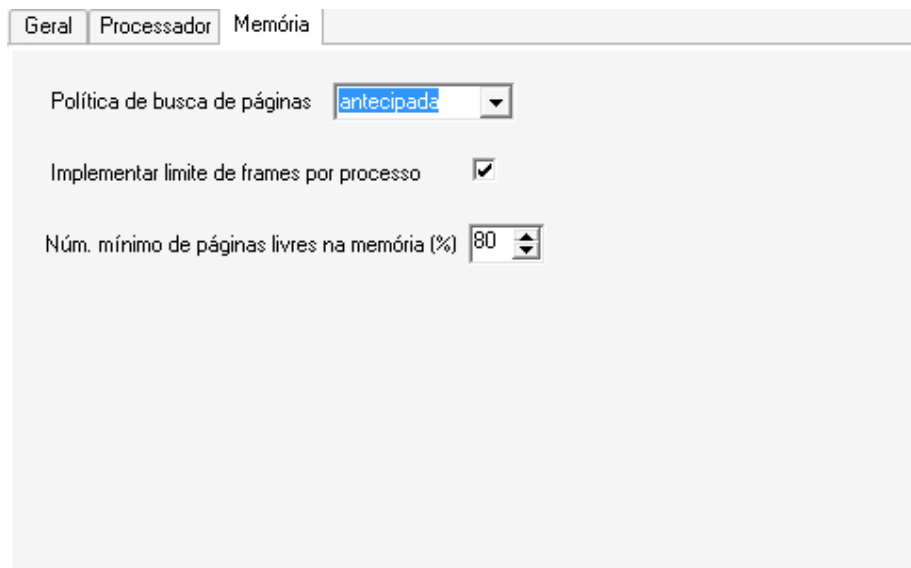 Geral Processador Memória
Política de busca de páginas antecipada
Implementar limite de frames por processo
Núm. mínimo de páginas livres na memória (%) 80